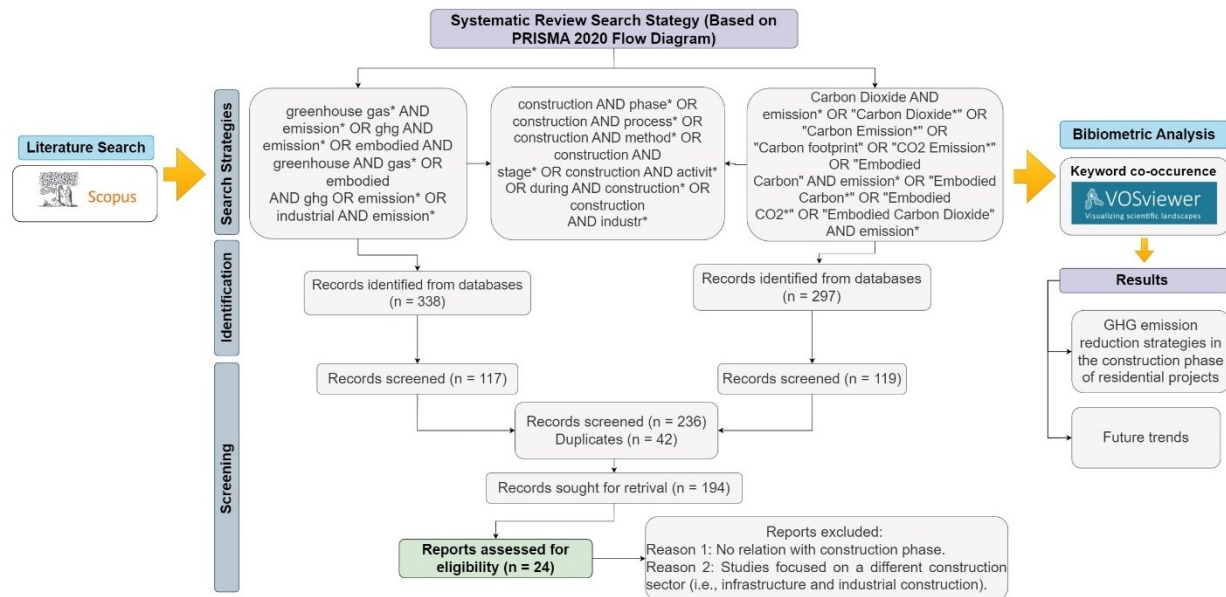 Systematic Review Search Stategy (Based on
PRISMA 2020 Flow Diagram)
Literature Search
Scopus
Search Strategies
greenhouse gas* AND
emission* OR ghg AND
emission* OR embodied AND
greenhouse AND gas* OR
embodied
AND ghg OR emission* OR
industrial AND emission*
construction AND phase* OR
construction AND process* OR
construction AND method* OR
construction AND
stage* OR construction AND activit*
OR during AND construction* OR
construction
AND industr*
Carbon Dioxide AND
emission* OR "Carbon Dioxide*" OR
"Carbon Emission*" OR
"Carbon footprint" OR "CO2 Emission*"
OR "Embodied
Carbon" AND emission* OR "Embodied
Carbon*" OR "Embodied
CO2*" OR "Embodied Carbon Dioxide"
AND emission*
Bibiometric Analysis
Keyword co-occurence
VOSviewer
Visualizing scientific landscapes
Identification
Records identified from databases
(n = 338)
Records identified from databases
(n = 297)
Results
GHG emission
reduction strategies in
the construction phase
of residential projects
Future trends
Screening
Records screened (n = 117)
Records screened (n = 119)
Records screened (n = 236)
Duplicates (n = 42)
Records sought for retrival (n = 194)
Reports assessed for
eligibility (n = 24)
Reports excluded:
Reason 1: No relation with construction phase.
Reason 2: Studies focused on a different construction
sector (i.e., infrastructure and industrial construction).